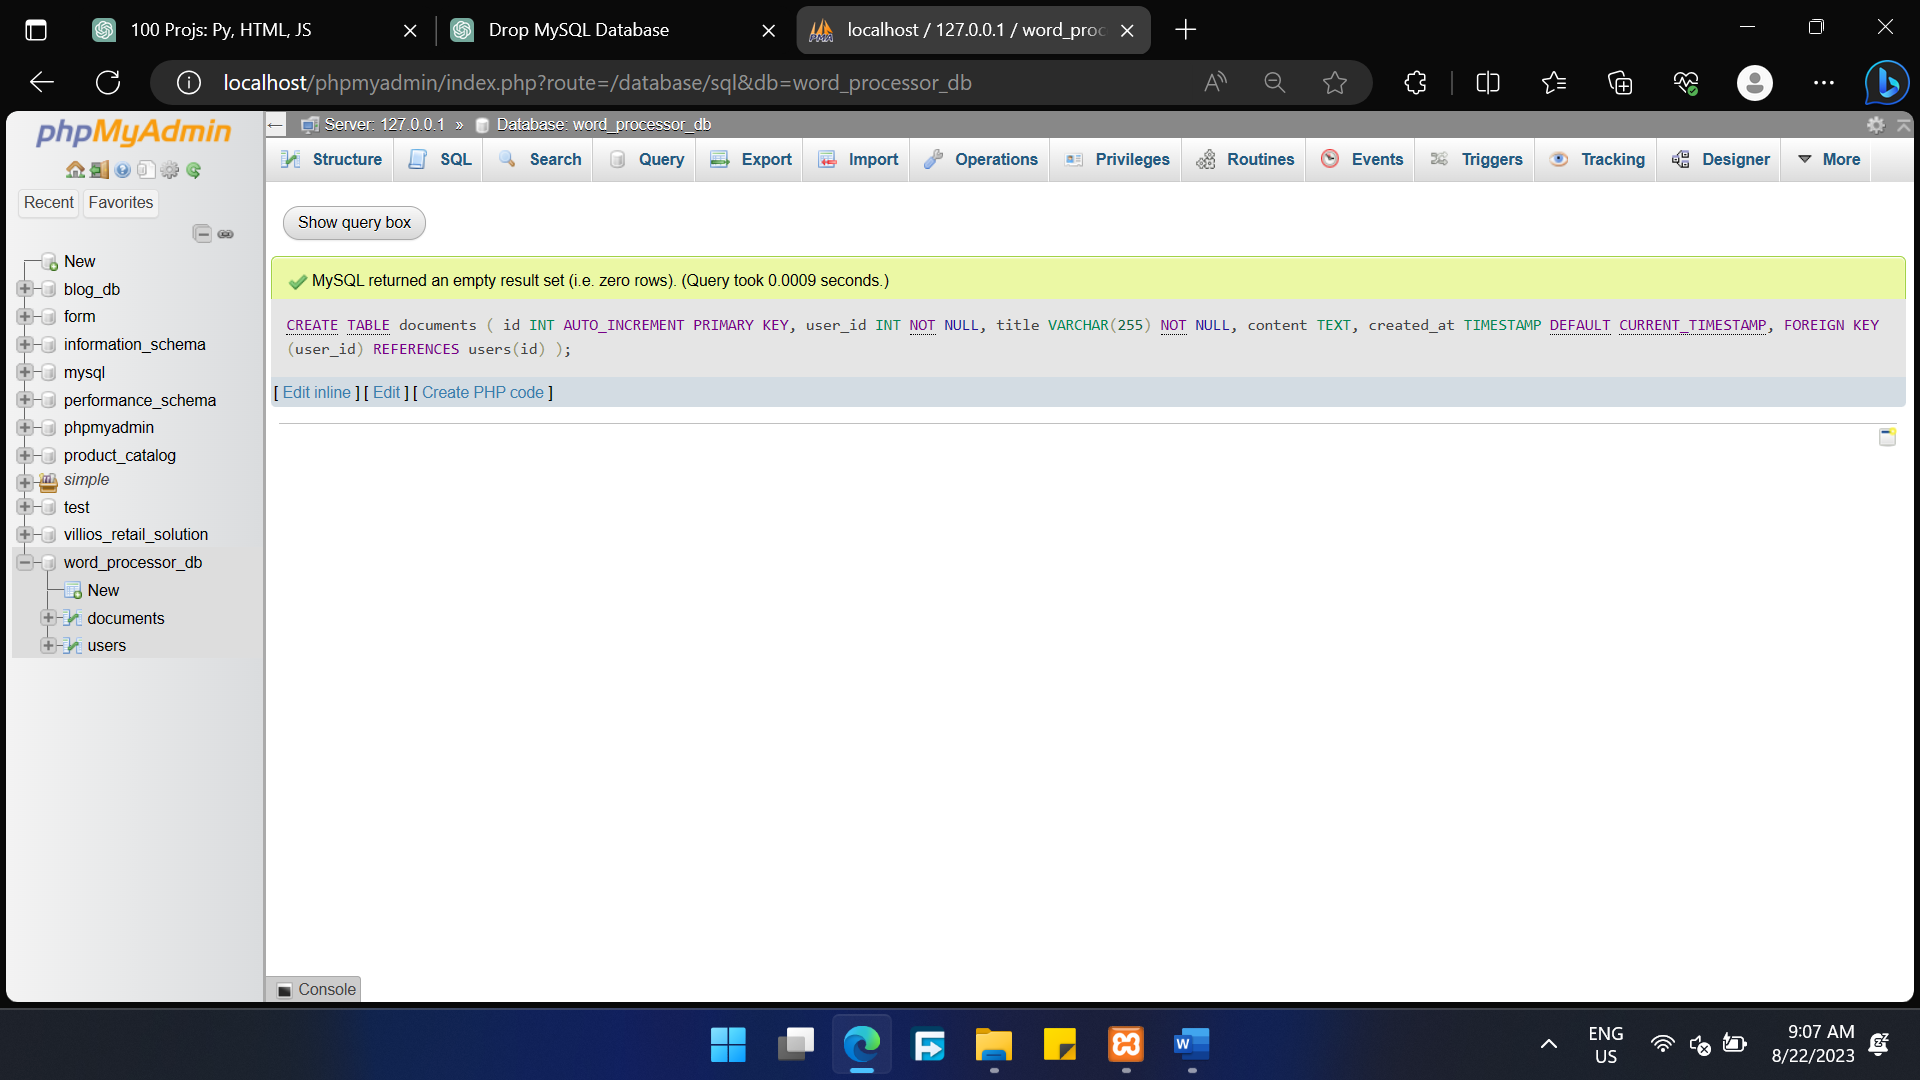 100 Projs: Py, HTML, JS
Drop MySQL Database
localhost / 127.0.0.1 / word_proc
localhost/phpmyadmin/index.php?route=/database/sql&db=word_processor_db
phpMyAdmin
Recent
Favorites
New
blog_db
form
information_schema
mysql
performance_schema
phpmyadmin
product_catalog
simple
test
villios_retail_solution
word_processor_db
New
documents
users
Server: 127.0.0.1 » Database: word_processor_db
Structure
SQL
Search
Query
Export
Import
Operations
Privileges
Routines
Events
Triggers
Tracking
Designer
More
Show query box
MySQL returned an empty result set (i.e. zero rows). (Query took 0.0009 seconds.)
CREATE TABLE documents ( id INT AUTO_INCREMENT PRIMARY KEY, user_id INT NOT NULL, title VARCHAR(255) NOT NULL, content TEXT, created_at TIMESTAMP DEFAULT CURRENT_TIMESTAMP, FOREIGN KEY
(user_id) REFERENCES users(id) );
[ Edit inline ] [ Edit ] [ Create PHP code ]
Console
ENG
US
9:07 AM
8/22/2023